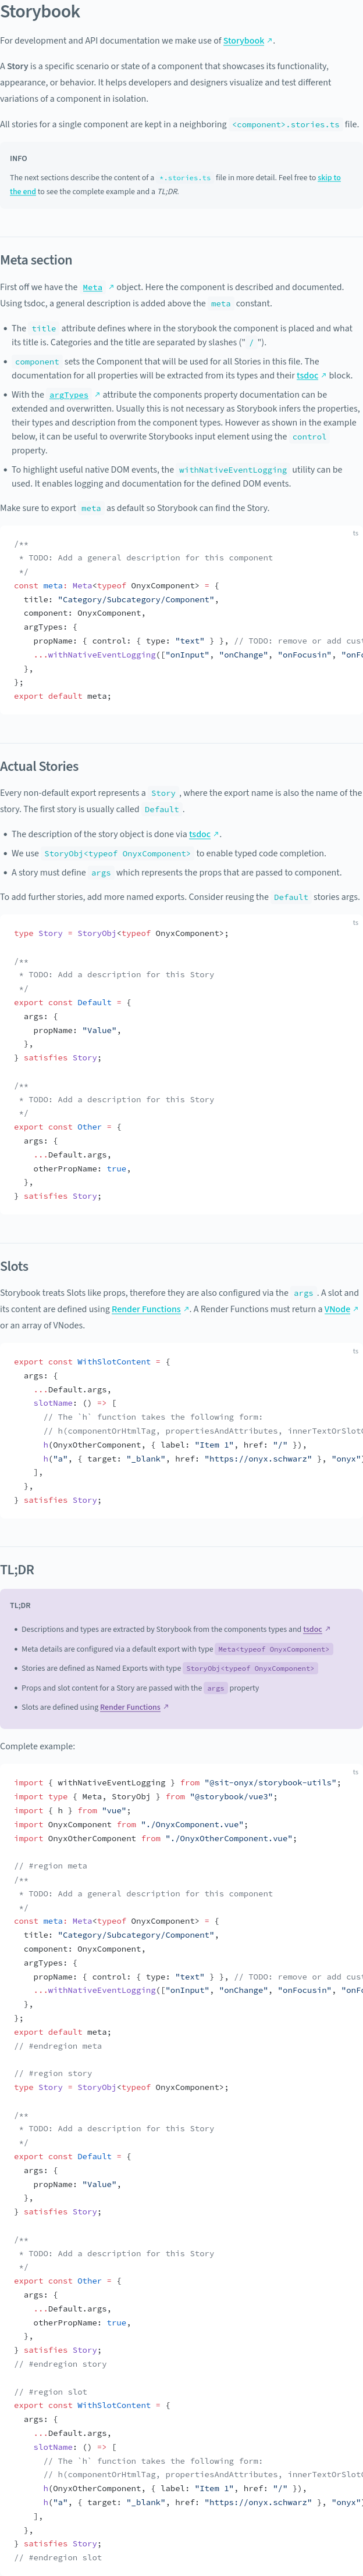 Storybook
For development and API documentation we make use of Storybook ↗.
A Story is a specific scenario or state of a component that showcases its functionality,
appearance, or behavior. It helps developers and designers visualize and test different
variations of a component in isolation.
All stories for a single component are kept in a neighboring <component>.stories.ts file.
INFO
The next sections describe the content of a *.stories.ts file in more detail. Feel free to skip to
the end to see the complete example and a TL;DR.
Meta section
First off we have the Meta ↗ object. Here the component is described and documented.
Using tsdoc, a general description is added above the meta constant.
• The title attribute defines where in the storybook the component is placed and what
its title is. Categories and the title are separated by slashes (" / ").
• component sets the Component that will be used for all Stories in this file. The
documentation for all properties will be extracted from its types and their tsdoc ↗ block.
• With the argTypes ↗ attribute the components property documentation can be
extended and overwritten. Usually this is not necessary as Storybook infers the properties,
their types and description from the component types. However as shown in the example
below, it can be useful to overwrite Storybooks input element using the control
property.
• To highlight useful native DOM events, the withNativeEventLogging utility can be
used. It enables logging and documentation for the defined DOM events.
Make sure to export meta as default so Storybook can find the Story.
ts
/**
 * TODO: Add a general description for this component
 */
const meta: Meta<typeof OnyxComponent> = {
  title: "Category/Subcategory/Component",
  component: OnyxComponent,
  argTypes: {
    propName: { control: { type: "text" } }, // TODO: remove or add cus
    ...withNativeEventLogging(["onInput", "onChange", "onFocusin", "onFo
  },
};
export default meta;
Actual Stories
Every non-default export represents a Story, where the export name is also the name of the
story. The first story is usually called Default.
• The description of the story object is done via tsdoc ↗.
• We use StoryObj<typeof OnyxComponent> to enable typed code completion.
• A story must define args which represents the props that are passed to component.
To add further stories, add more named exports. Consider reusing the Default stories args.
ts
type Story = StoryObj<typeof OnyxComponent>;
/**
 * TODO: Add a description for this Story
 */
export const Default = {
  args: {
    propName: "Value",
  },
} satisfies Story;
/**
 * TODO: Add a description for this Story
 */
export const Other = {
  args: {
    ...Default.args,
    otherPropName: true,
  },
} satisfies Story;
Slots
Storybook treats Slots like props, therefore they are also configured via the args. A slot and
its content are defined using Render Functions ↗. A Render Functions must return a VNode ↗
or an array of VNodes.
ts
export const WithSlotContent = {
  args: {
    ...Default.args,
    slotName: () => [
      // The `h` function takes the following form:
      // h(componentOrHtmlTag, propertiesAndAttributes, innerTextOrSlot
      h(OnyxOtherComponent, { label: "Item 1", href: "/" }),
      h("a", { target: "_blank", href: "https://onyx.schwarz" }, "onyx"
    ],
  },
} satisfies Story;
TL;DR
TL;DR
• Descriptions and types are extracted by Storybook from the components types and tsdoc ↗
• Meta details are configured via a default export with type Meta<typeof OnyxComponent>
• Stories are defined as Named Exports with type StoryObj<typeof OnyxComponent>
• Props and slot content for a Story are passed with the args property
• Slots are defined using Render Functions ↗
Complete example:
ts
import { withNativeEventLogging } from "@sit-onyx/storybook-utils";
import type { Meta, StoryObj } from "@storybook/vue3";
import { h } from "vue";
import OnyxComponent from "./OnyxComponent.vue";
import OnyxOtherComponent from "./OnyxOtherComponent.vue";
// #region meta
/**
 * TODO: Add a general description for this component
 */
const meta: Meta<typeof OnyxComponent> = {
  title: "Category/Subcategory/Component",
  component: OnyxComponent,
  argTypes: {
    propName: { control: { type: "text" } }, // TODO: remove or add cus
    ...withNativeEventLogging(["onInput", "onChange", "onFocusin", "onFo
  },
};
export default meta;
// #endregion meta
// #region story
type Story = StoryObj<typeof OnyxComponent>;
/**
 * TODO: Add a description for this Story
 */
export const Default = {
  args: {
    propName: "Value",
  },
} satisfies Story;
/**
 * TODO: Add a description for this Story
 */
export const Other = {
  args: {
    ...Default.args,
    otherPropName: true,
  },
} satisfies Story;
// #endregion story
// #region slot
export const WithSlotContent = {
  args: {
    ...Default.args,
    slotName: () => [
      // The `h` function takes the following form:
      // h(componentOrHtmlTag, propertiesAndAttributes, innerTextOrSlot
      h(OnyxOtherComponent, { label: "Item 1", href: "/" }),
      h("a", { target: "_blank", href: "https://onyx.schwarz" }, "onyx"
    ],
  },
} satisfies Story;
// #endregion slot